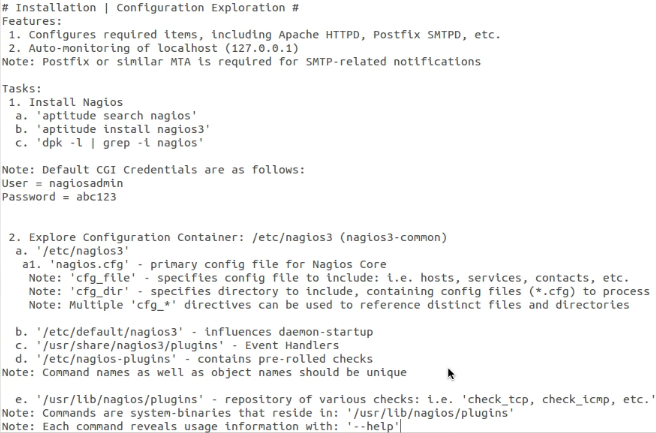 # Installation | Configuration Exploration #
Features:
1. Configures required items, including Apache HTTPD, Postfix SMTPD, etc.
2. Auto-monitoring of localhost (127.0.0.1)
Note: Postfix or similar MTA is required for SMTP-related notifications
Tasks:
1. Install Nagios
a. 'aptitude search nagios'
b. 'aptitude install nagios3'
c. 'dpk -l | grep -i nagios'
Note: Default CGI Credentials are as follows:
User = nagiosadmin
Password = abc123
2. Explore Configuration Container: /etc/nagios3 (nagios3-common)
a. '/etc/nagios3'
a1. 'nagios.cfg' - primary config file for Nagios Core
Note: 'cfg_file' - specifies config file to include: i.e. hosts, services, contacts, etc.
Note: 'cfg_dir' - specifies directory to include, containing config files (*.cfg) to process
Note: Multiple 'cfg_*' directives can be used to reference distinct files and directories
b. '/etc/default/nagios3' - influences daemon-startup
c. '/usr/share/nagios3/plugins' - Event Handlers
d. '/etc/nagios-plugins' - contains pre-rolled checks
Note: Command names as well as object names should be unique
e. '/usr/lib/nagios/plugins' - repository of various checks: i.e. 'check_tcp, check_icmp, etc.'
Note: Commands are system-binaries that reside in: '/usr/lib/nagios/plugins'
Note: Each command reveals usage information with: '--help'